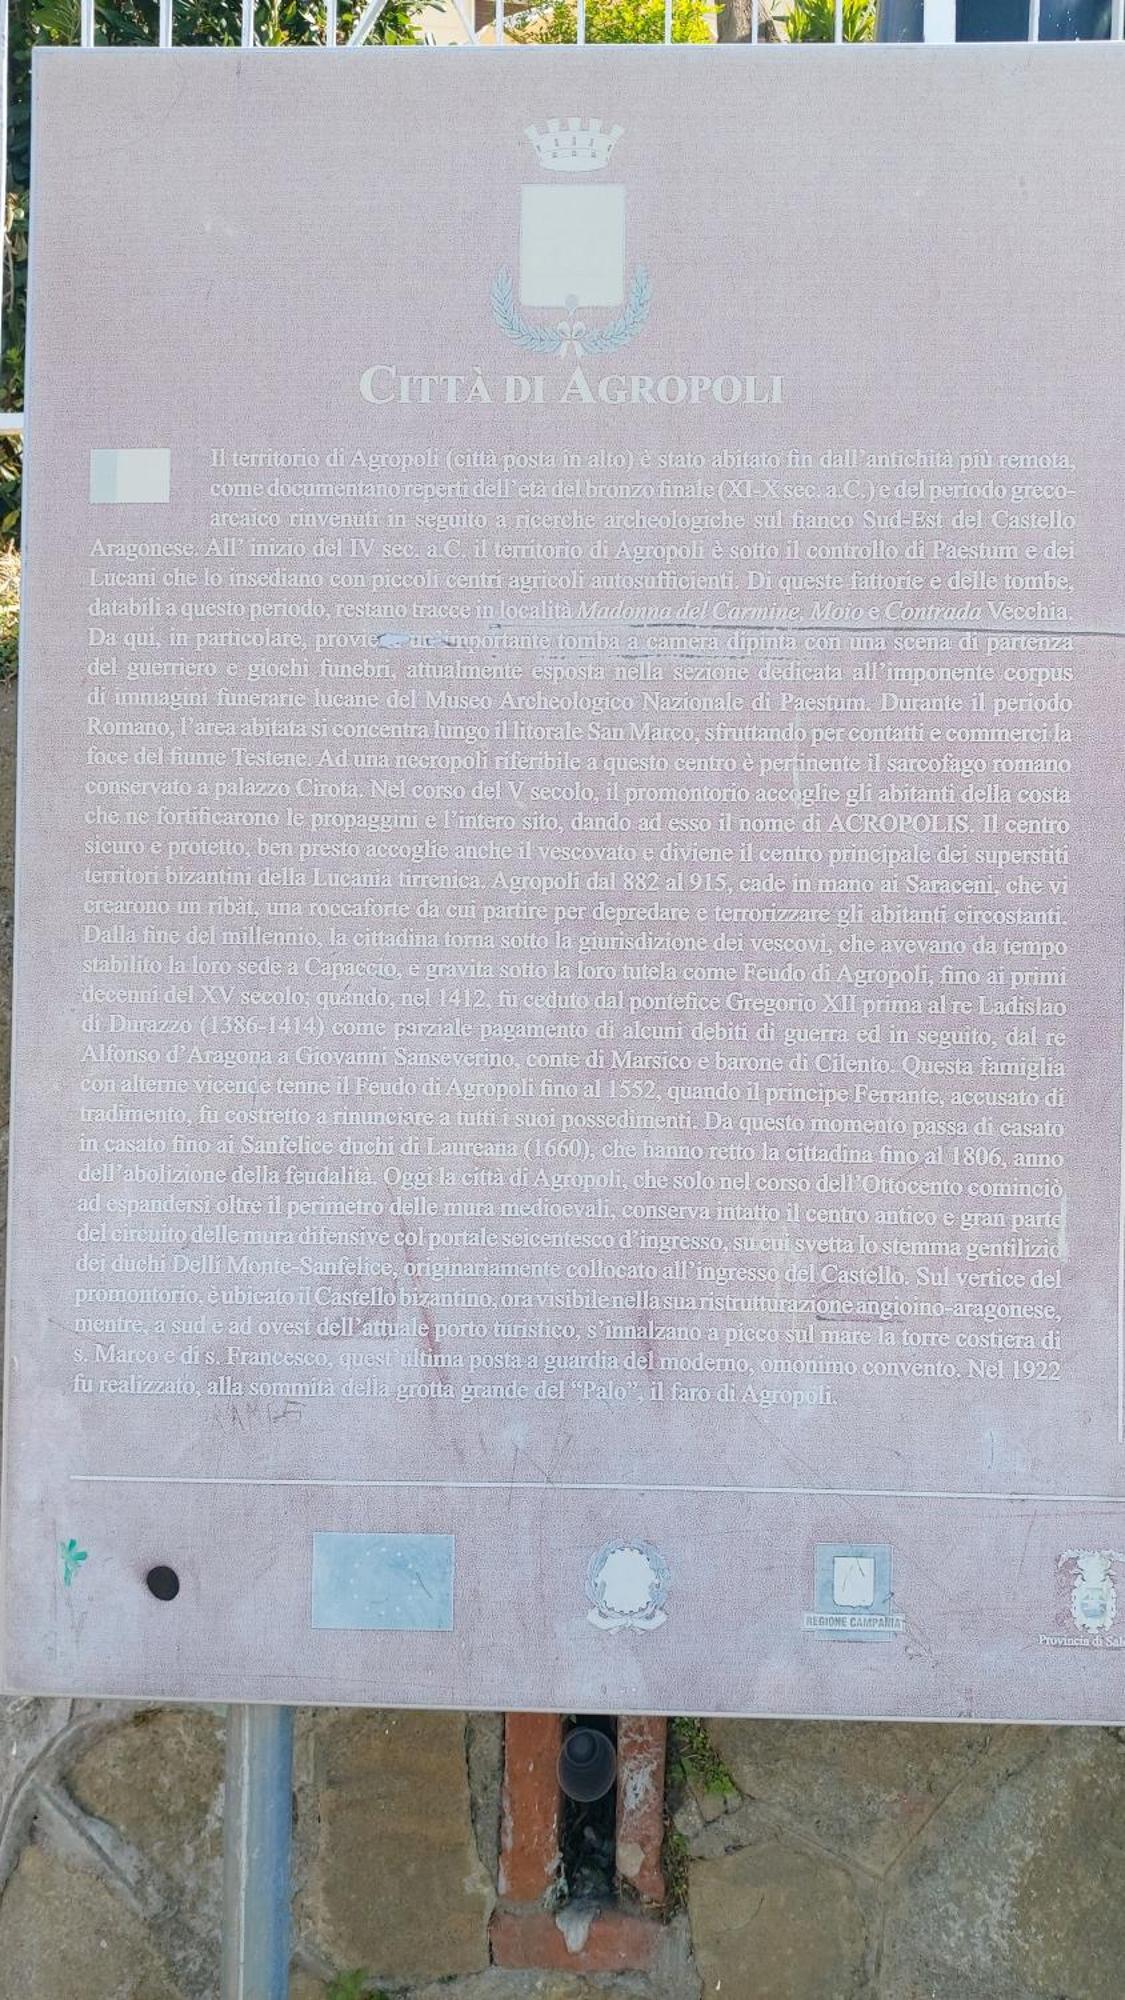 CITTÀ DI AGROPOLI
Il territorio di Agropoli (città posta in alto) è stato abitato fin dall'antichità più remota,
come documentano reperti dell'età del bronzo finale (XI-X sec. a.C.) e del periodo greco-
arcaico rinvenuti in seguito a ricerche archeologiche sul fianco Sud-Est del Castello
Aragonese. All' inizio del IV sec. a.C. il territorio di Agropoli è sotto il controllo di Paestum e dei
Lucani che lo insediano con piccoli centri agricoli autosufficienti. Di queste fattorie e delle tombe,
databili a questo periodo, restano tracce in località Madonna del Carmine, Moio e Contrada Vecchia.
Da qui, in particolare, provie un importante tomba a camera dipinta con una scena di partenza
del guerriero e giochi funebri, attualmente esposta nella sezione dedicata all'imponente corpus
di immagini funerarie lucane del Museo Archeologico Nazionale di Paestum. Durante il periodo
Romano, l'area abitata si concentra lungo il litorale San Marco, sfruttando per contatti e commerci la
foce del fiume Testene. Ad una necropoli riferibile a questo centro è pertinente il sarcofago romano
conservato a palazzo Cirota. Nel corso del V secolo, il promontorio accoglie gli abitanti della costa
che ne fortificarono le propaggini e l'intero sito, dando ad esso il nome di ACROPOLIS. Il centro
sicuro e protetto, ben presto accoglie anche il vescovato e diviene il centro principale dei superstiti
territori bizantini della Lucania tirrenica. Agropoli dal 882 al 915, cade in mano ai Saraceni, che vi
crearono un ribàt, una roccaforte da cui partire per depredare e terrorizzare gli abitanti circostanti.
Dalla fine del millennio, la cittadina torna sotto la giurisdizione dei vescovi, che avevano da tempo
stabilito la loro sede a Capaccio, e gravita sotto la loro tutela come Feudo di Agropoli, fino ai primi
decenni del XV secolo; quando, nel 1412, fu ceduto dal pontefice Gregorio XII prima al re Ladislao
di Durazzo (1386-1414) come parziale pagamento di alcuni debiti di guerra ed in seguito, dal re
Alfonso d'Aragona a Giovanni Sanseverino, conte di Marsico e barone di Cilento. Questa famiglia
con alterne vicende tenne il Feudo di Agropoli fino al 1552, quando il principe Ferrante, accusato di
tradimento, fu costretto a rinunciare a tutti i suoi possedimenti. Da questo momento passa di casato
in casato fino ai Sanfelice duchi di Laureana (1660), che hanno retto la cittadina fino al 1806, anno
dell'abolizione della feudalità. Oggi la città di Agropoli, che solo nel corso dell'Ottocento cominciò
ad espandersi oltre il perimetro delle mura medioevali, conserva intatto il centro antico e gran parte
del circuito delle mura difensive col portale seicentesco d'ingresso, su cui svetta lo stemma gentilizio
dei duchi Dellí Monte-Sanfelice, originariamente collocato all'ingresso del Castello. Sul vertice del
promontorio, è ubicato il Castello bizantino, ora visibile nella sua ristrutturazione angioino-aragonese,
mentre, a sud e ad ovest dell'attuale porto turistico, s'innalzano a picco sul mare la torre costiera di
s. Marco e di s. Francesco, quest'ultima posta a guardia del moderno, omonimo convento. Nel 1922
fu realizzato, alla sommità della grotta grande del "Palo", il faro di Agropoli.
REGIONE CAMPANIA
Provincia di Sal